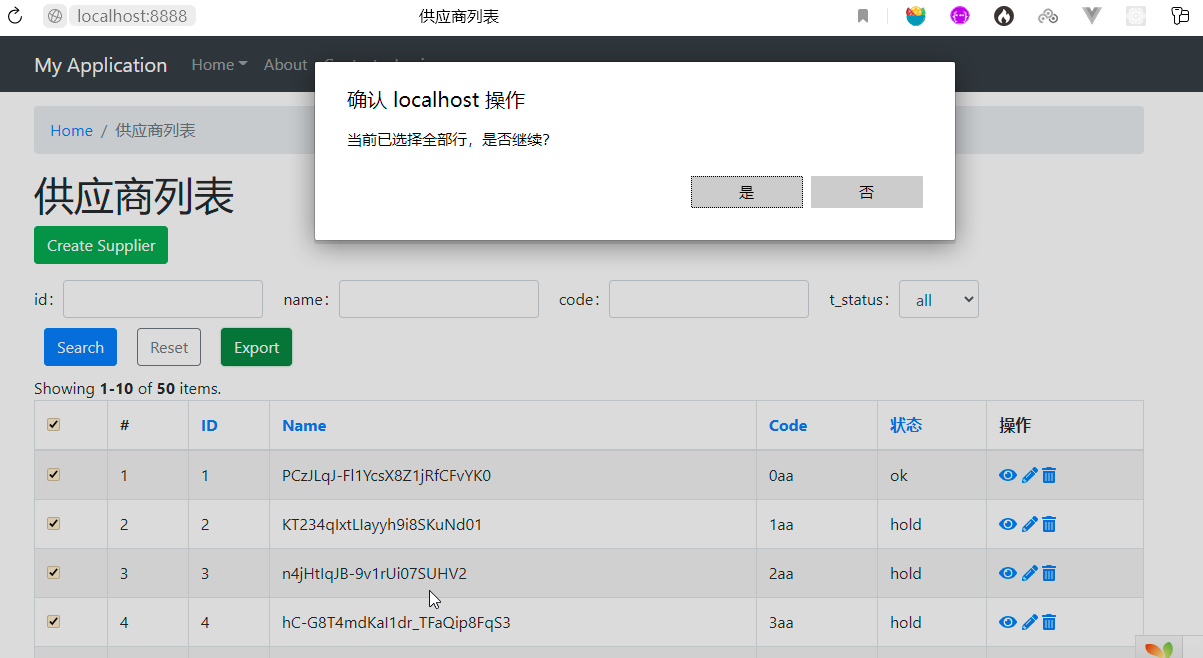 localhost:8888 供应商列表
My Application Home About
确认 localhost 操作
当前已选择全部行，是否继续?
是 否
Home / 供应商列表
供应商列表
Create Supplier
id： name： code： t_status： all
Search Reset Export
Showing 1-10 of 50 items.
# ID Name Code 状态 操作
1 1 PCzJLqJ-Fl1YcsX8Z1jRfCFvYK0 0aa ok
2 2 KT234qIxtLIayyh9i8SKuNd01 1aa hold
3 3 n4jHtIqJB-9v1rUi07SUHV2 2aa hold
4 4 hC-G8T4mdKaI1dr_TFaQip8FqS3 3aa hold